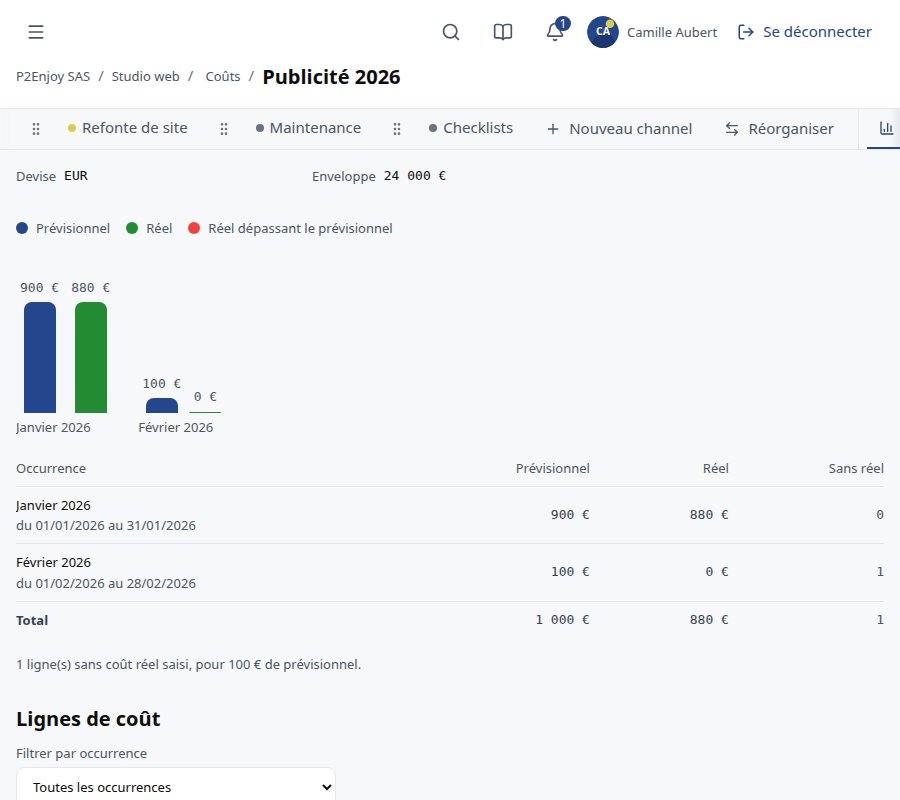 1
CA
Camille Aubert
Se déconnecter
P2Enjoy SAS / Studio web / Coûts / Publicité 2026
Refonte de site
Maintenance
Checklists
Nouveau channel
Réorganiser
Devise EUR
Enveloppe 24 000 €
Prévisionnel
Réel
Réel dépassant le prévisionnel
900 € 880 €
100 €
0 €
Janvier 2026
Février 2026
Occurrence Prévisionnel Réel Sans réel
Janvier 2026
du 01/01/2026 au 31/01/2026
900 € 880 € 0
Février 2026
du 01/02/2026 au 28/02/2026
100 € 0 € 1
Total 1 000 € 880 € 1
1 ligne(s) sans coût réel saisi, pour 100 € de prévisionnel.
Lignes de coût
Filtrer par occurrence
Toutes les occurrences